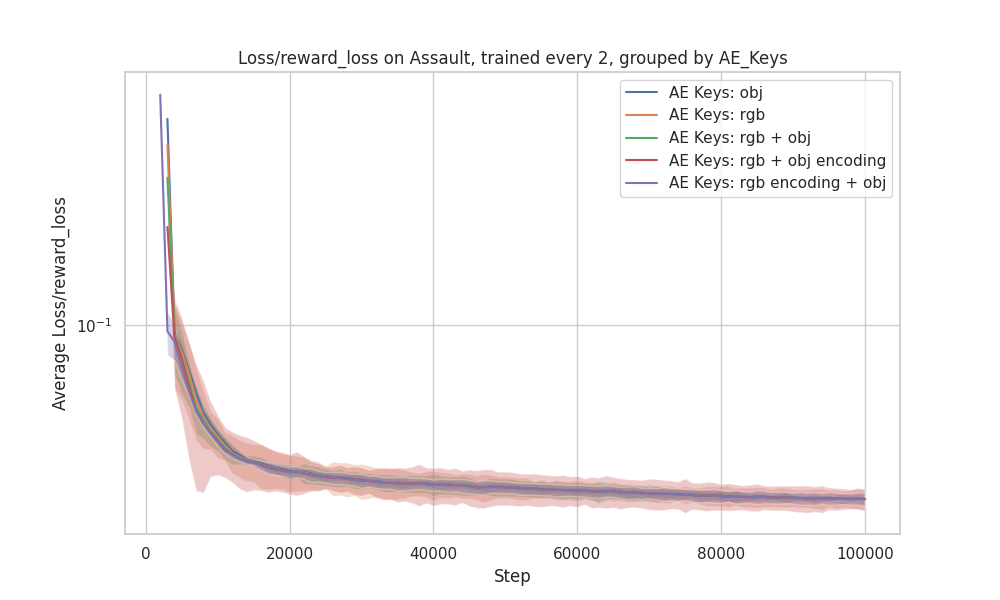 Loss/reward_loss on Assault, trained every 2, grouped by AE_Keys
AE Keys: obj
AE Keys: rgb
AE Keys: rgb + obj
AE Keys: rgb + obj encoding
AE Keys: rgb encoding + obj
Average Loss/reward_loss
10⁻¹
0 20000 40000 60000 80000 100000
Step